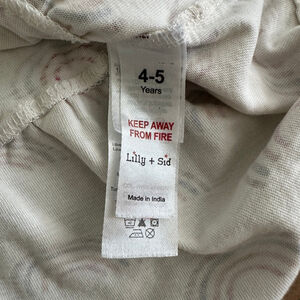 4-5
Years
KEEP AWAY
FROM FIRE
Lilly + Sid
Made in India